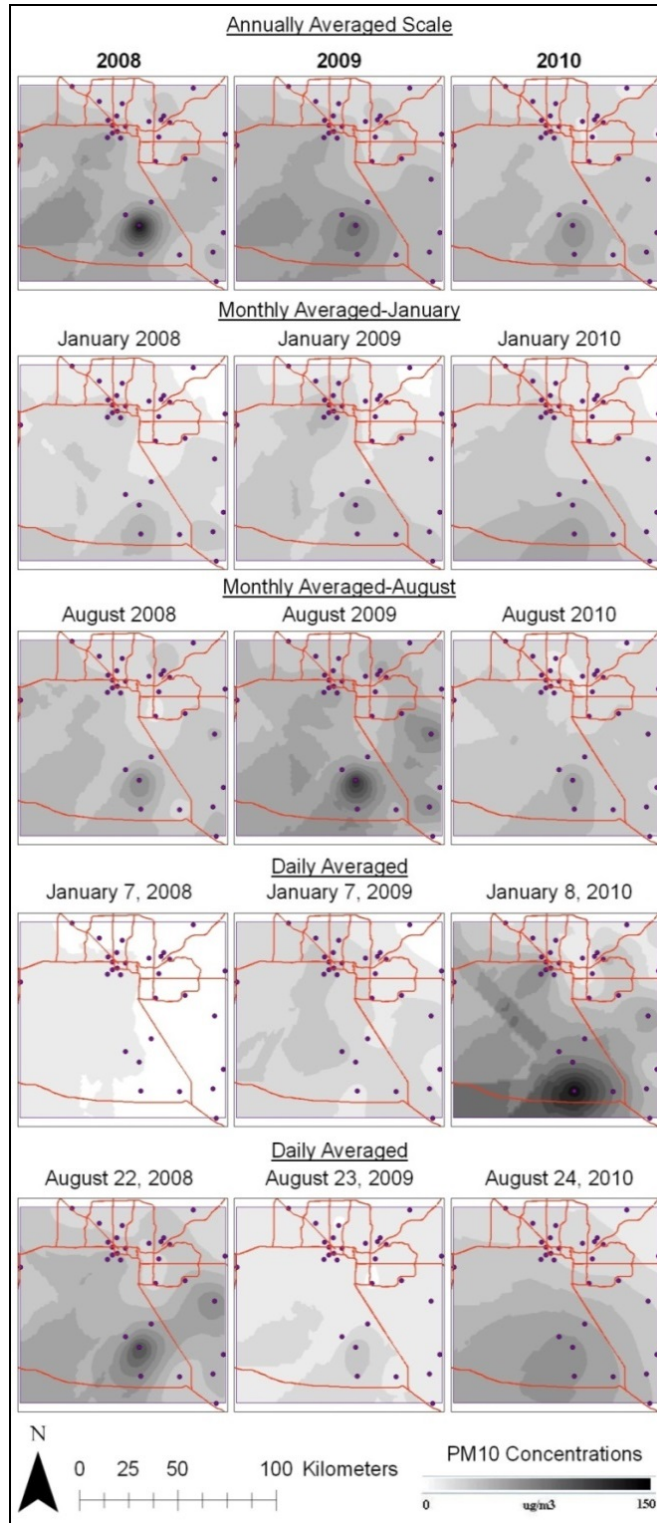 Annually Averaged Scale
2008 2009 2010
Monthly Averaged-January
January 2008 January 2009 January 2010
Monthly Averaged-August
August 2008 August 2009 August 2010
Daily Averaged
January 7, 2008 January 7, 2009 January 8, 2010
Daily Averaged
August 22, 2008 August 23, 2009 August 24, 2010
N
PM10 Concentrations
0 25 50 100 Kilometers
0 ug/m3 150